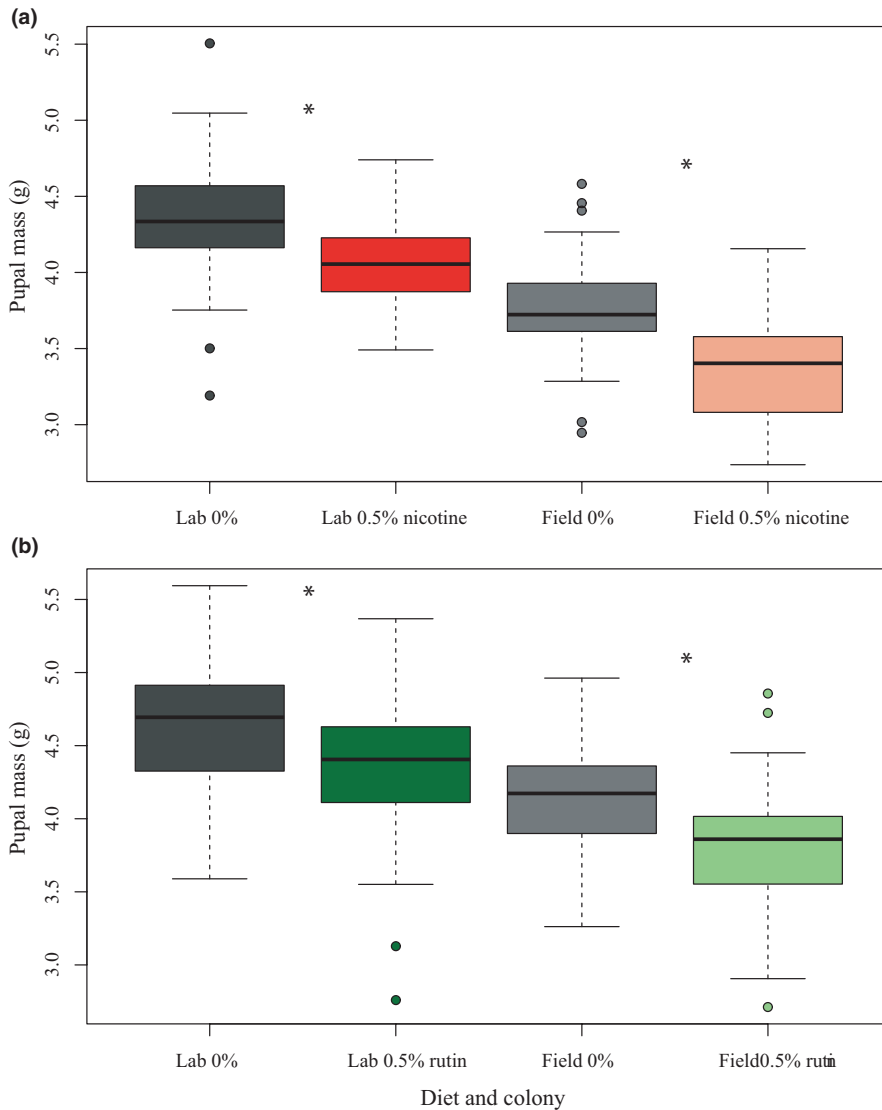 (a)
5.5
5.0
4.5
4.0
3.5
3.0
Pupal mass (g)
*
*
Lab 0% Lab 0.5% nicotine Field 0% Field 0.5% nicotine
(b)
5.5
5.0
4.5
4.0
3.5
3.0
Pupal mass (g)
*
*
Lab 0% Lab 0.5% rutin Field 0% Field0.5% rutin
Diet and colony